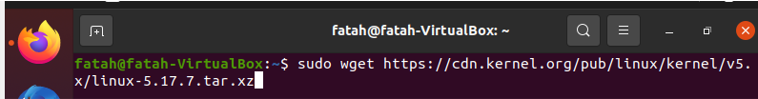 fatah@fatah-VirtualBox: ~
fatah@fatah-VirtualBox:~$ sudo wget https://cdn.kernel.org/pub/linux/kernel/v5.
x/linux-5.17.7.tar.xz